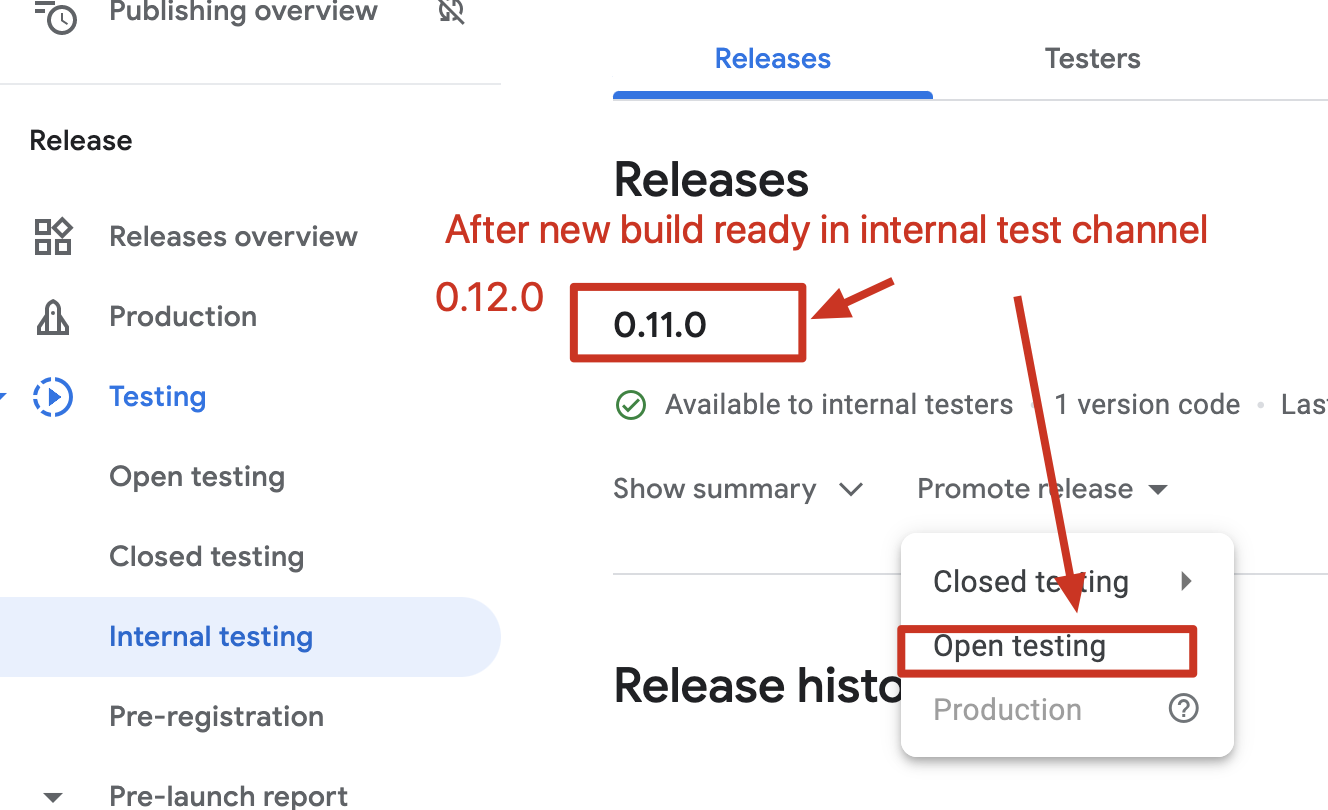 Publishing overview
Release
Releases overview
Production
Testing
Open testing
Closed testing
Internal testing
Pre-registration
Pre-launch report
Releases Testers
Releases
After new build ready in internal test channel
0.12.0
0.11.0
Available to internal testers · 1 version code ·
Show summary Promote release
Closed testing
Open testing
Production
Release